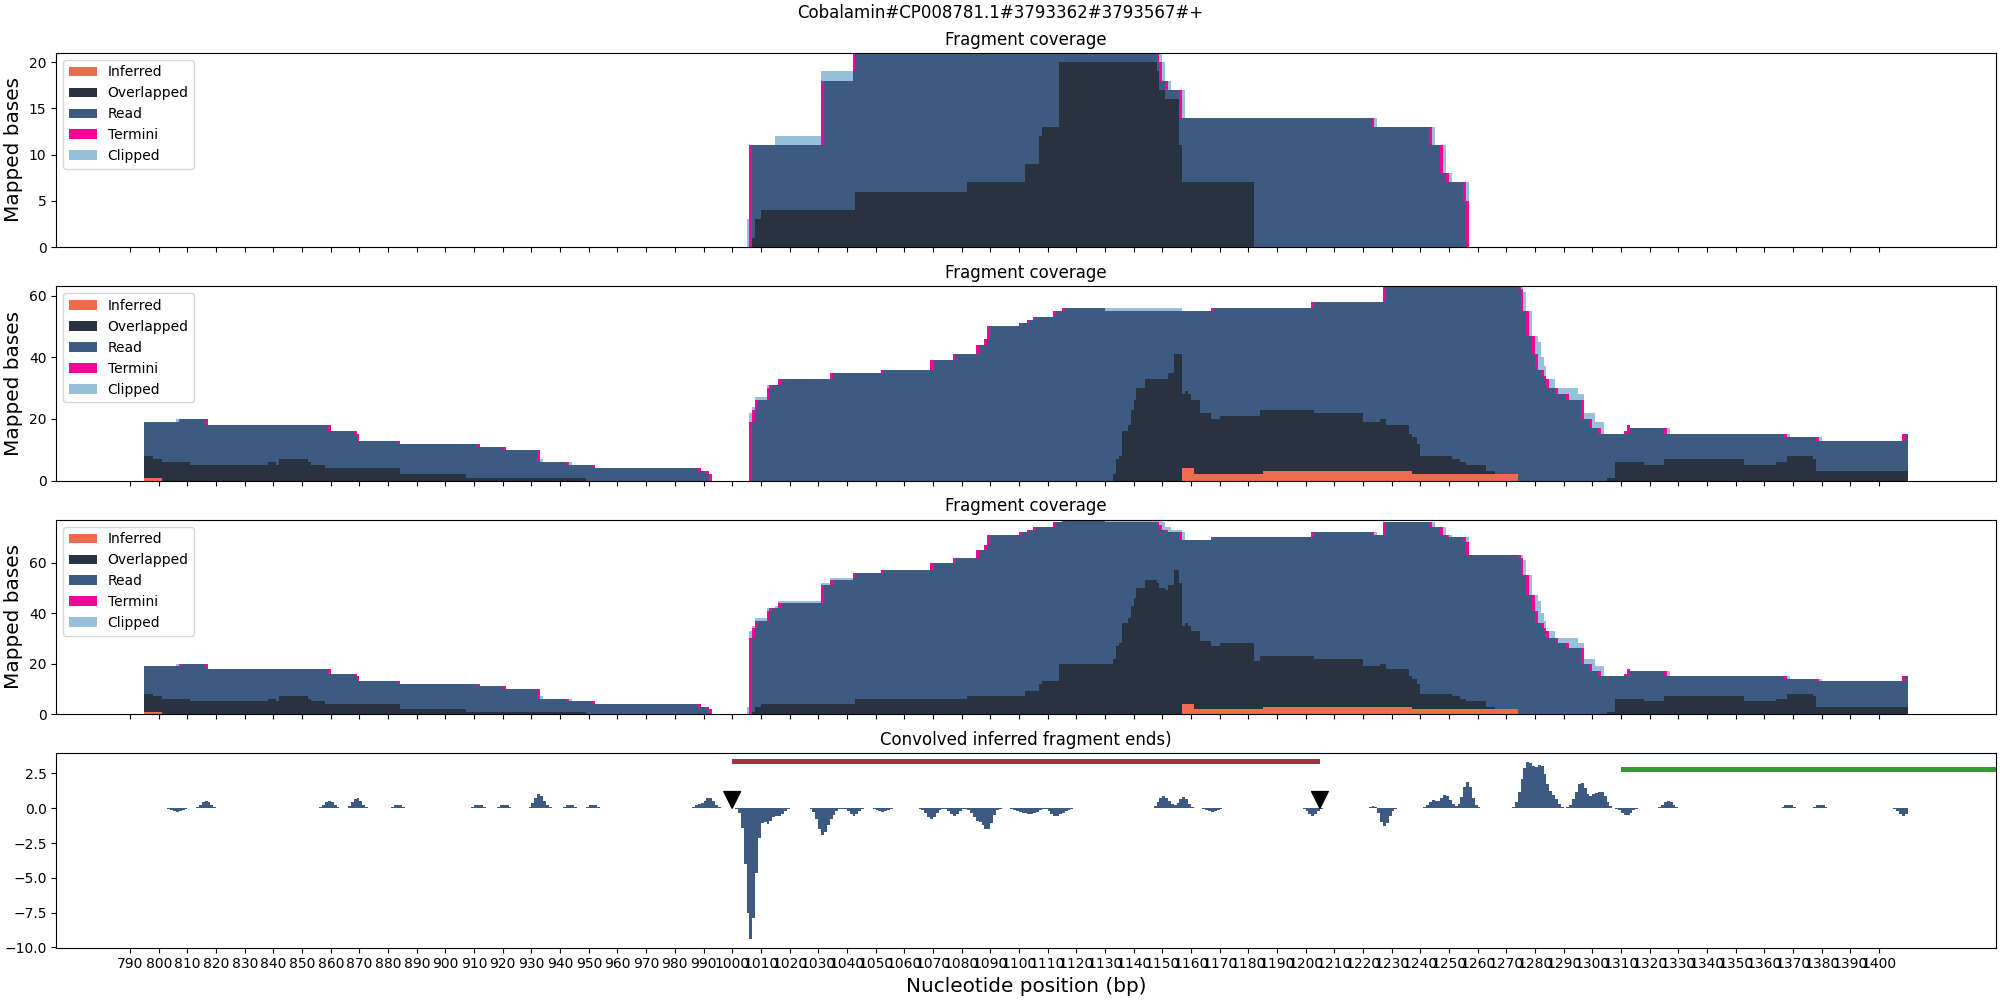 Cobalamin#CP008781.1#3793362#3793567#+
Fragment coverage
Mapped bases
20
15
10
5
0
Inferred
Overlapped
Read
Termini
Clipped
Fragment coverage
Mapped bases
60
40
20
0
Inferred
Overlapped
Read
Termini
Clipped
Fragment coverage
Mapped bases
60
40
20
0
Inferred
Overlapped
Read
Termini
Clipped
Convolved inferred fragment ends)
2.5
0.0
−2.5
−5.0
−7.5
−10.0
790 800 810 820 830 840 850 860 870 880 890 900 910 920 930 940 950 960 970 980 990 1000 1010 1020 1030 1040 1050 1060 1070 1080 1090 1100 1110 1120 1130 1140 1150 1160 1170 1180 1190 1200 1210 1220 1230 1240 1250 1260 1270 1280 1290 1300 1310 1320 1330 1340 1350 1360 1370 1380 1390 1400
Nucleotide position (bp)